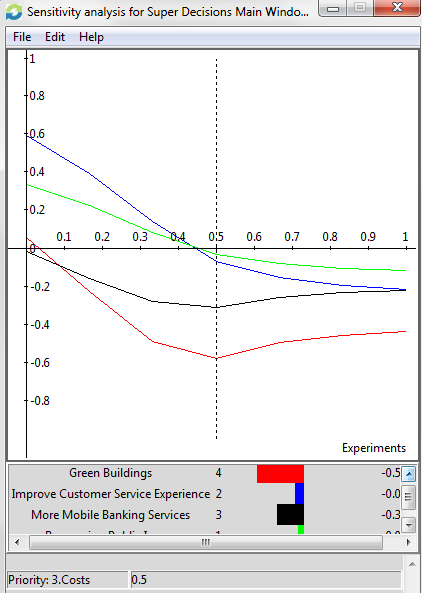 Sensitivity analysis for Super Decisions Main Windo...
File Edit Help
1
0.8
0.6
0.4
0.2
0 0.1 0.2 0.3 0.4 0.5 0.6 0.7 0.8 0.9 1
-0.2
-0.4
-0.6
-0.8
Experiments
Green Buildings 4 -0.5
Improve Customer Service Experience 2 -0.0
More Mobile Banking Services 3 -0.3
Priority: 3.Costs 0.5